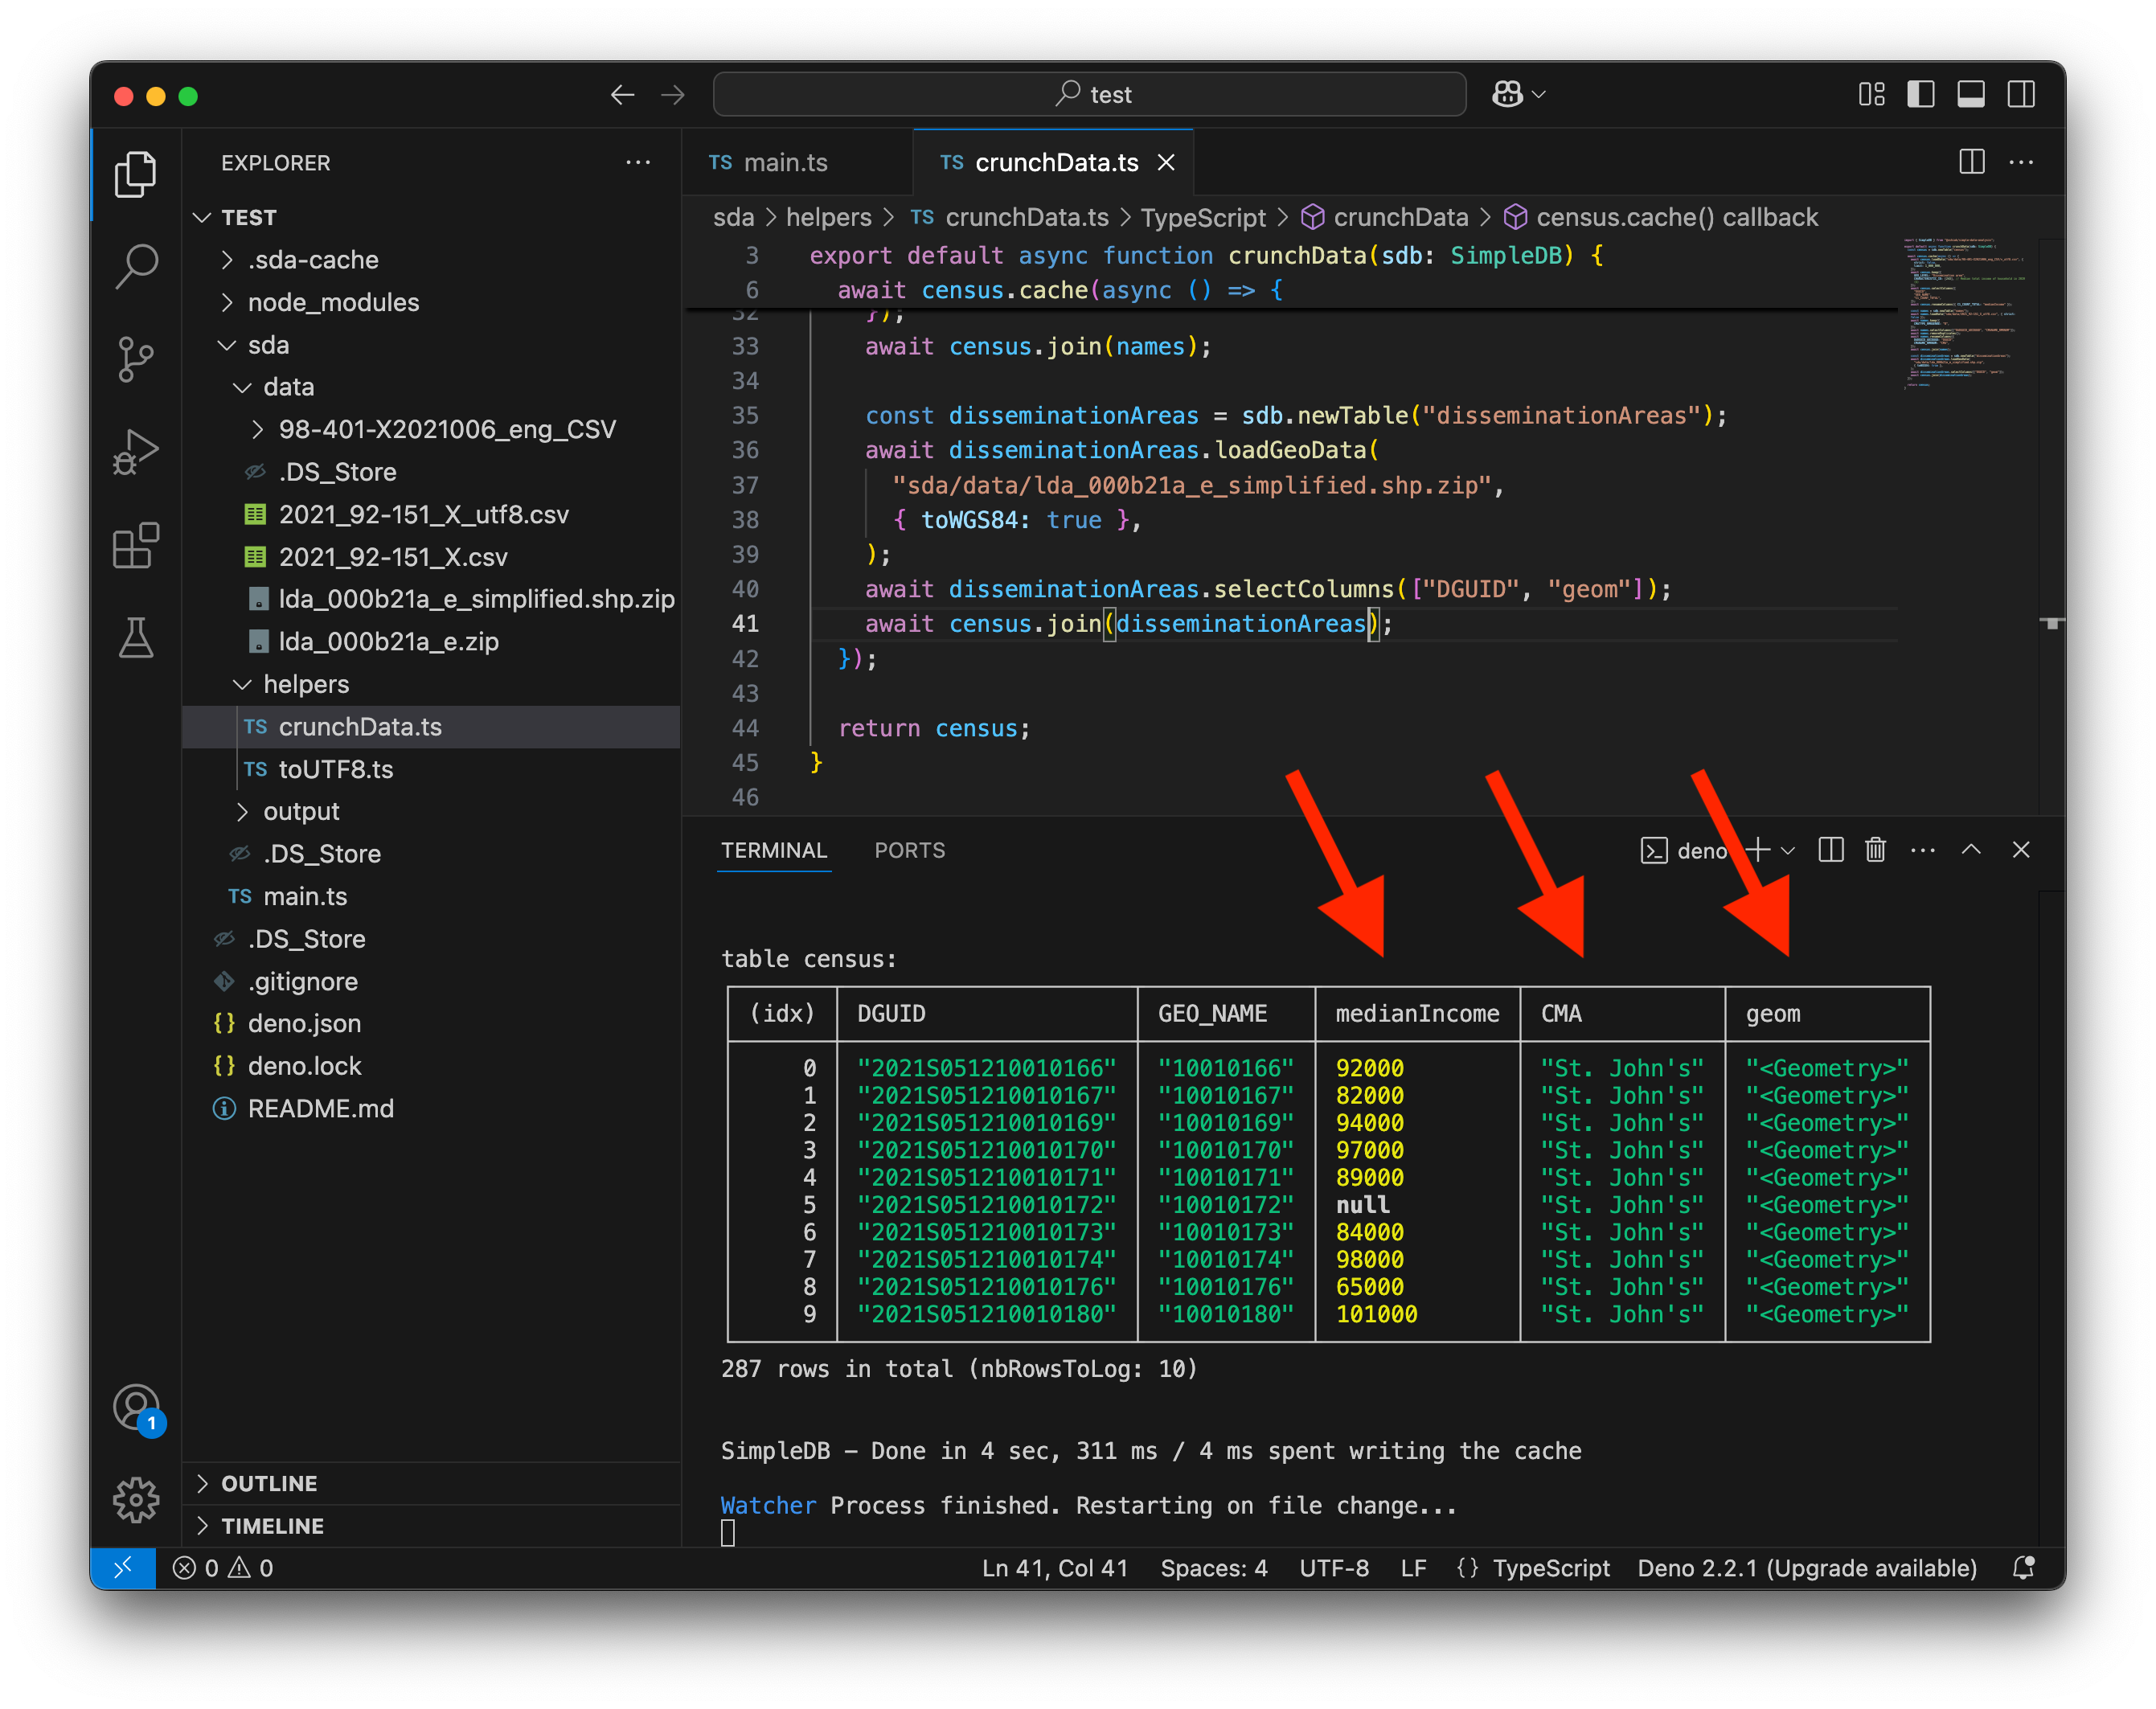 test
EXPLORER
TEST
.sda-cache
node_modules
sda
data
98-401-X2021006_eng_CSV
.DS_Store
2021_92-151_X_utf8.csv
2021_92-151_X.csv
lda_000b21a_e_simplified.shp.zip
lda_000b21a_e.zip
helpers
TS crunchData.ts
TS toUTF8.ts
output
.DS_Store
TS main.ts
.DS_Store
.gitignore
{} deno.json
{} deno.lock
README.md
1
OUTLINE
TIMELINE
TS main.ts
TS crunchData.ts
sda > helpers > TS crunchData.ts > TypeScript > crunchData > census.cache() callback
3 export default async function crunchData(sdb: SimpleDB) {
6 await census.cache(async () => {
32 });
33 await census.join(names);
34
35 const disseminationAreas = sdb.newTable("disseminationAreas");
36 await disseminationAreas.loadGeoData(
37 "sda/data/lda_000b21a_e_simplified.shp.zip",
38 { toWGS84: true },
39 );
40 await disseminationAreas.selectColumns(["DGUID", "geom"]);
41 await census.join(disseminationAreas);
42 });
43
44 return census;
45 }
46
TERMINAL PORTS
deno
table census:
(idx) DGUID GEO_NAME medianIncome CMA geom
0 "2021S051210010166" "10010166" 92000 "St. John's" "<Geometry>"
1 "2021S051210010167" "10010167" 82000 "St. John's" "<Geometry>"
2 "2021S051210010169" "10010169" 94000 "St. John's" "<Geometry>"
3 "2021S051210010170" "10010170" 97000 "St. John's" "<Geometry>"
4 "2021S051210010171" "10010171" 89000 "St. John's" "<Geometry>"
5 "2021S051210010172" "10010172" null "St. John's" "<Geometry>"
6 "2021S051210010173" "10010173" 84000 "St. John's" "<Geometry>"
7 "2021S051210010174" "10010174" 98000 "St. John's" "<Geometry>"
8 "2021S051210010176" "10010176" 65000 "St. John's" "<Geometry>"
9 "2021S051210010180" "10010180" 101000 "St. John's" "<Geometry>"
287 rows in total (nbRowsToLog: 10)
SimpleDB – Done in 4 sec, 311 ms / 4 ms spent writing the cache
Watcher Process finished. Restarting on file change...
0 0 Ln 41, Col 41 Spaces: 4 UTF-8 LF {} TypeScript Deno 2.2.1 (Upgrade available)